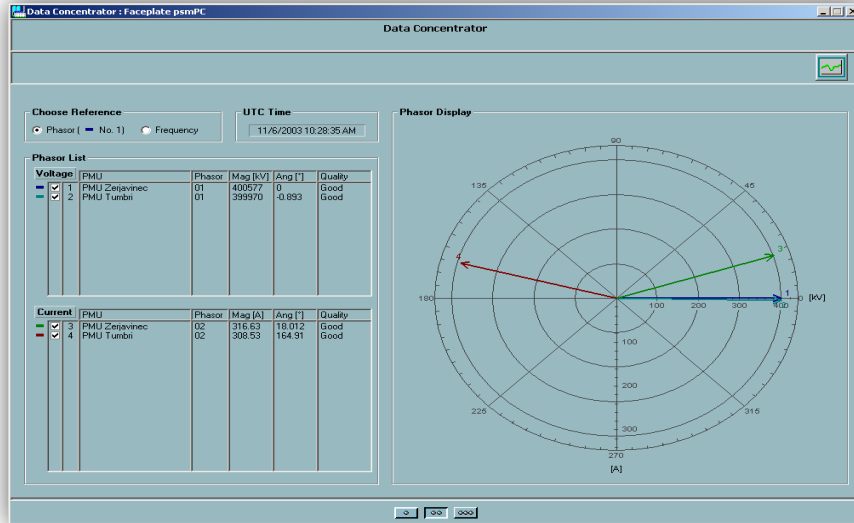 Data Concentrator : Faceplate psmPC
Data Concentrator
Choose Reference
Phasor ( No. 1) Frequency
UTC Time
11/6/2003 10:28:35 AM
Phasor List
Voltage PMU Phasor Mag [kV] Ang [°] Quality
1 PMU Zerjavinec 01 400577 0 Good
2 PMU Tumbri 01 399970 -0.893 Good
Current PMU Phasor Mag [A] Ang [°] Quality
3 PMU Zerjavinec 02 316.63 18.012 Good
4 PMU Tumbri 02 308.53 164.91 Good
Phasor Display
90
135 45
4 3
180 1 0 [kV]
100 200 300 400
100
200
225 315
300
270
[A]